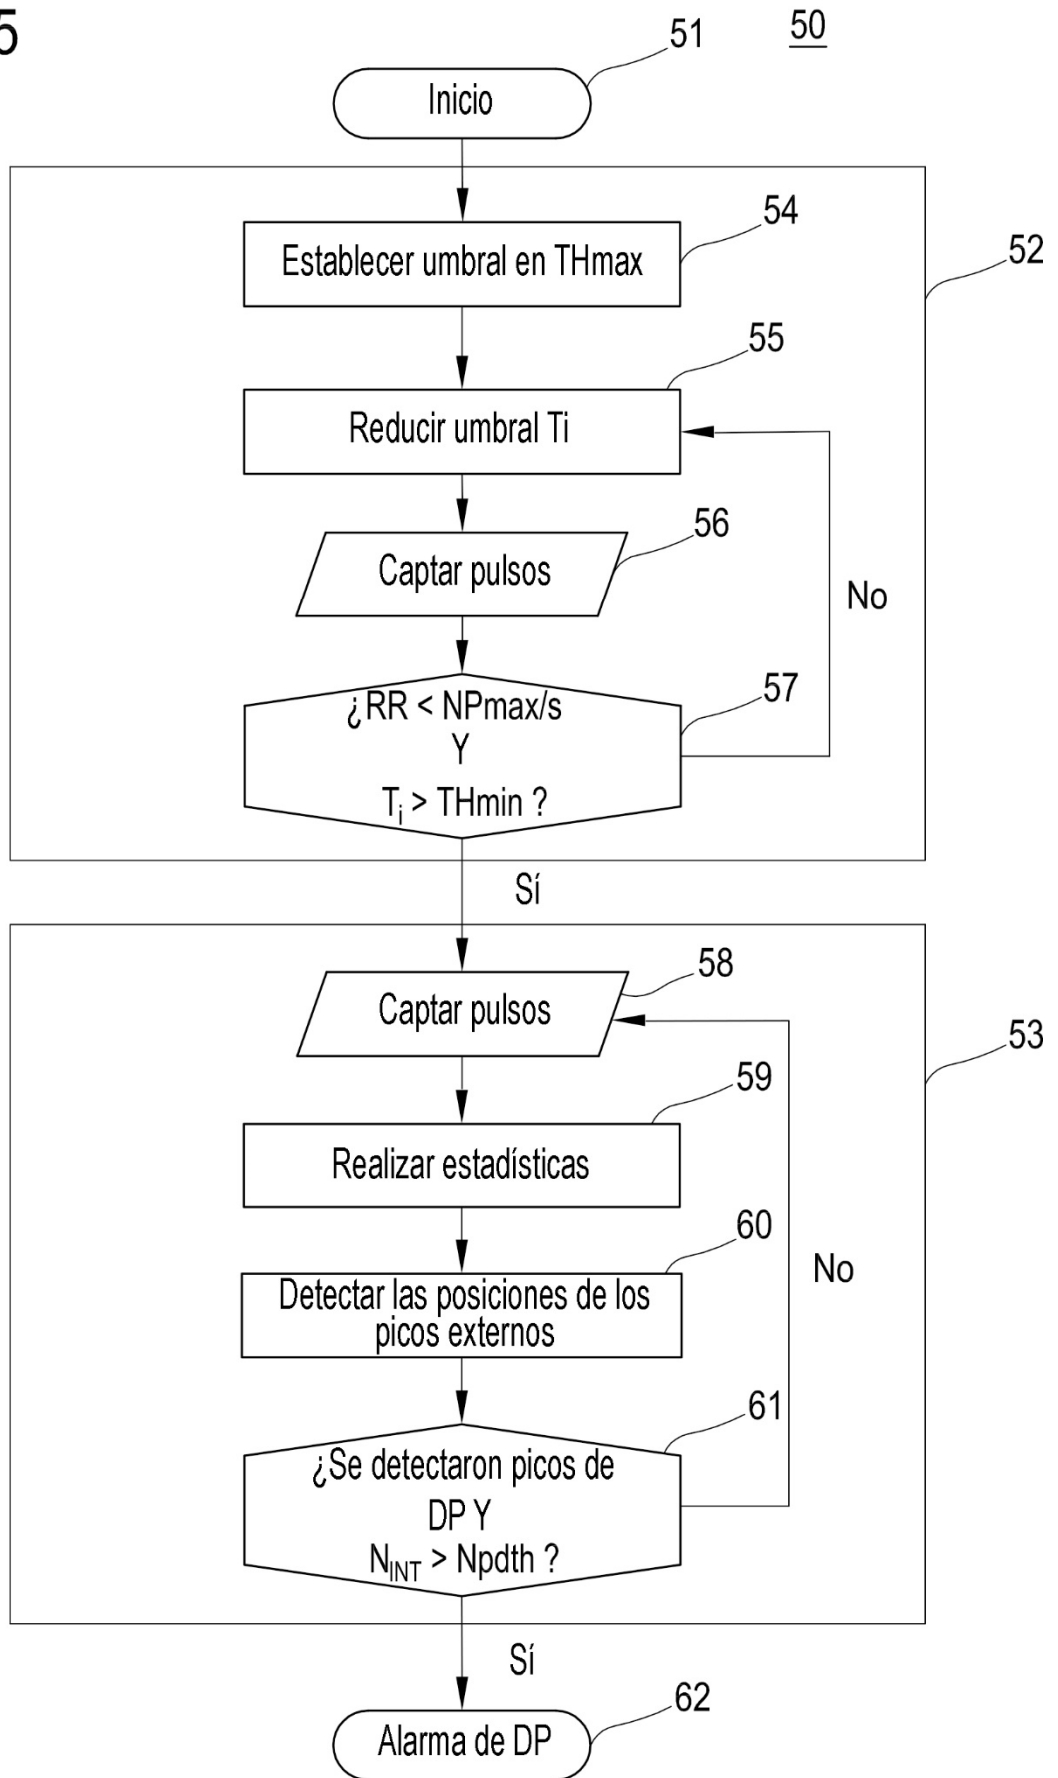 5
51
50
Inicio
54
Establecer umbral en THmax
52
55
Reducir umbral Ti
56
Captar pulsos
No
57
¿RR < NPmax/s
Y
Ti > THmin ?
Sí
58
Captar pulsos
53
59
Realizar estadísticas
60
Detectar las posiciones de los
picos externos
No
61
¿Se detectaron picos de
DP Y
NINT > Npdth ?
Sí
62
Alarma de DP